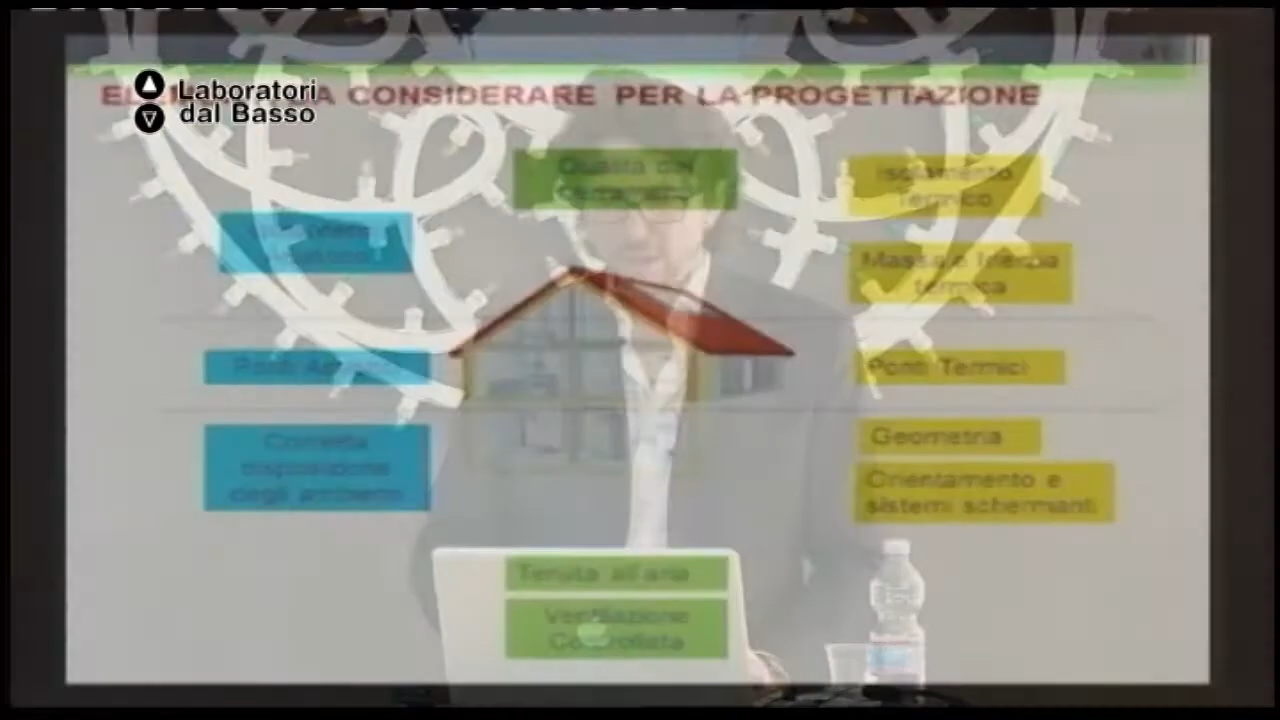 Laboratori
dal Basso
A CONSIDERARE PER LA PROGETTAZIONE
Isolamento
Termico
Massa e Inerzia
termica
Ponti
Ponti Termici
Geometria
Corretta
disposizione
degli ambienti
Orientamento e
sistemi schermanti
Tenuta all'aria
Ventilazione
Controllata